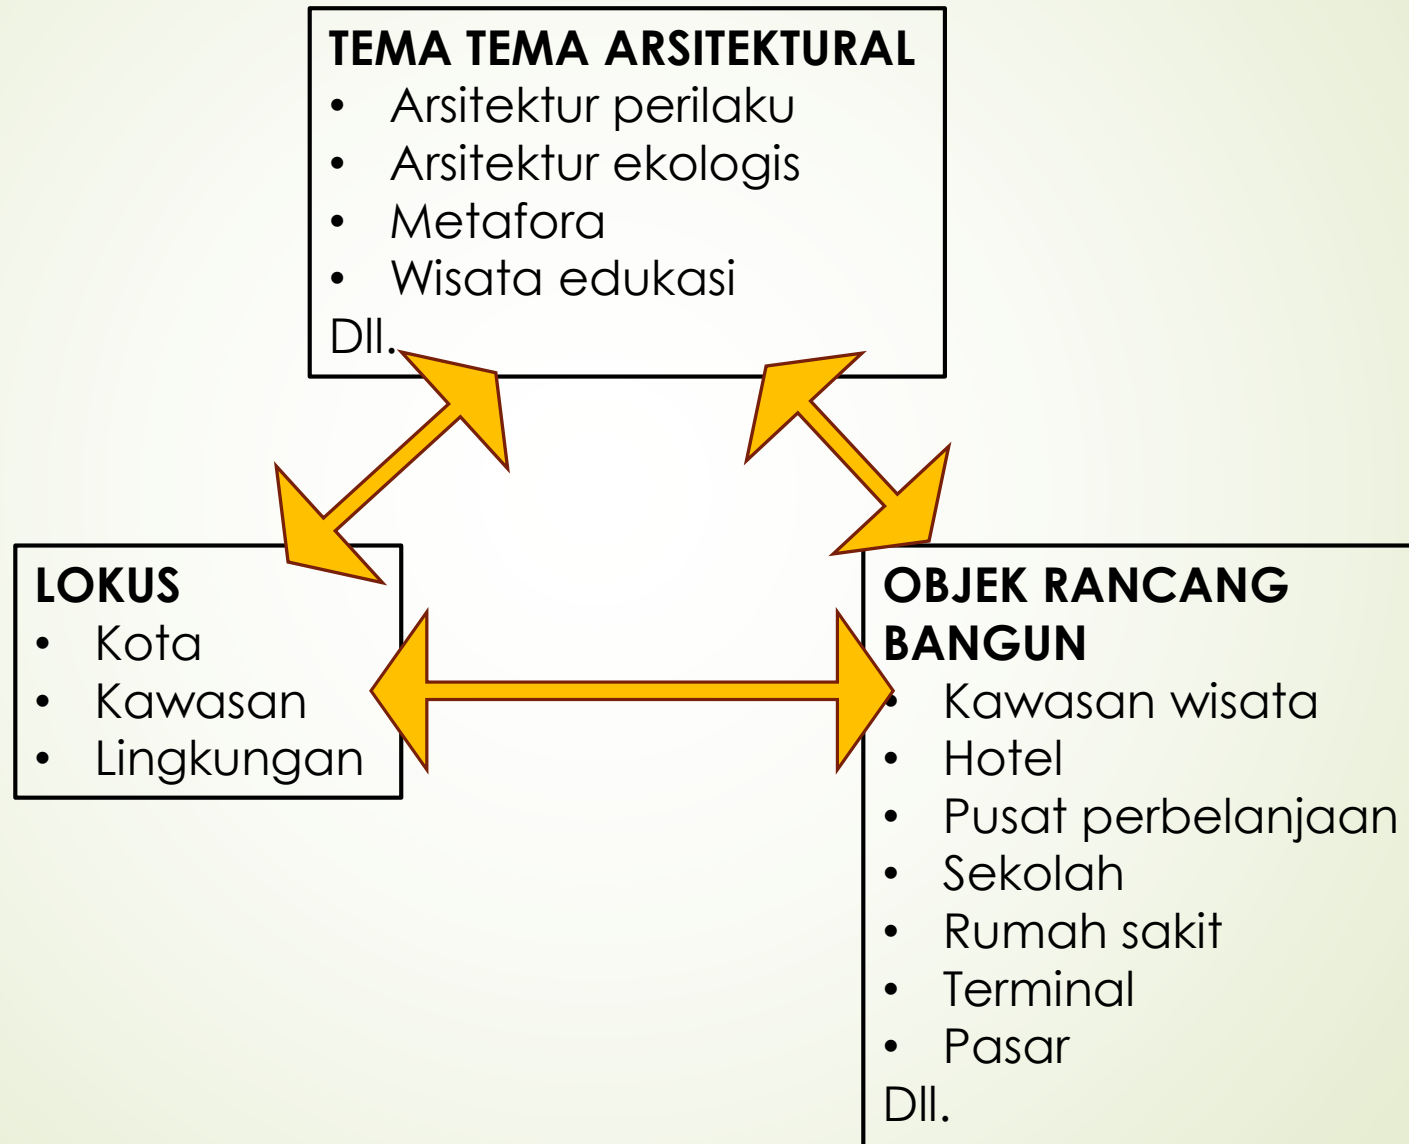 TEMA TEMA ARSITEKTURAL
• Arsitektur perilaku
• Arsitektur ekologis
• Metafora
• Wisata edukasi
Dll.
LOKUS
• Kota
• Kawasan
• Lingkungan
OBJEK RANCANG
BANGUN
• Kawasan wisata
• Hotel
• Pusat perbelanjaan
• Sekolah
• Rumah sakit
• Terminal
• Pasar
Dll.